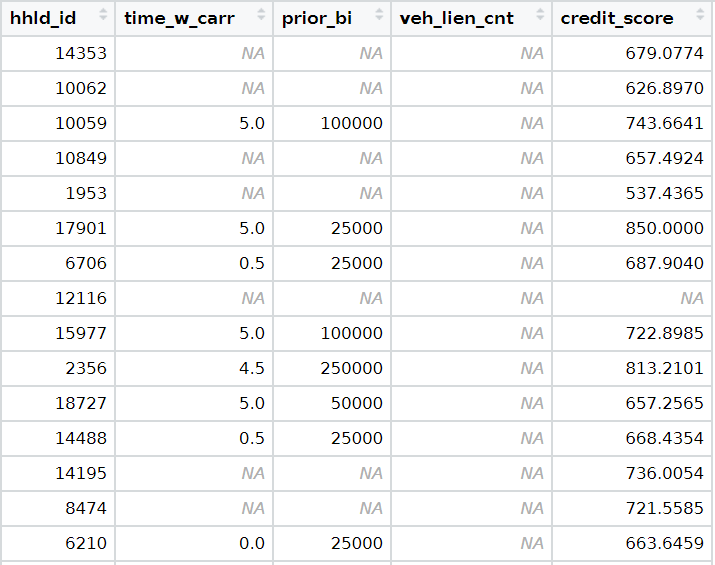 hhld_id time_w_carr prior_bi veh_lien_cnt credit_score
14353 NA NA NA 679.0774
10062 NA NA NA 626.8970
10059 5.0 100000 NA 743.6641
10849 NA NA NA 657.4924
1953 NA NA NA 537.4365
17901 5.0 25000 NA 850.0000
6706 0.5 25000 NA 687.9040
12116 NA NA NA NA
15977 5.0 100000 NA 722.8985
2356 4.5 250000 NA 813.2101
18727 5.0 50000 NA 657.2565
14488 0.5 25000 NA 668.4354
14195 NA NA NA 736.0054
8474 NA NA NA 721.5585
6210 0.0 25000 NA 663.6459